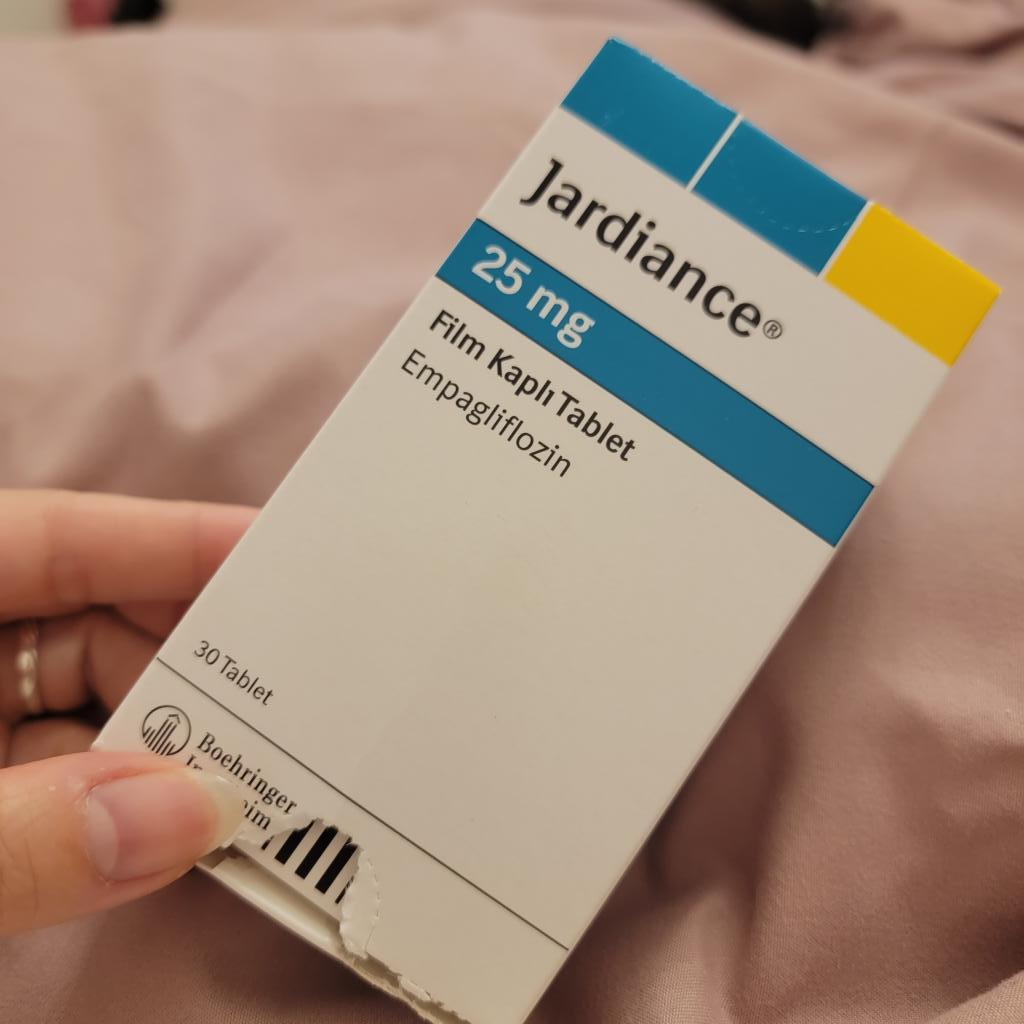 Jardiance®
25 mg
Film Kaplı Tablet
Empagliflozin
30 Tablet
Boehringer